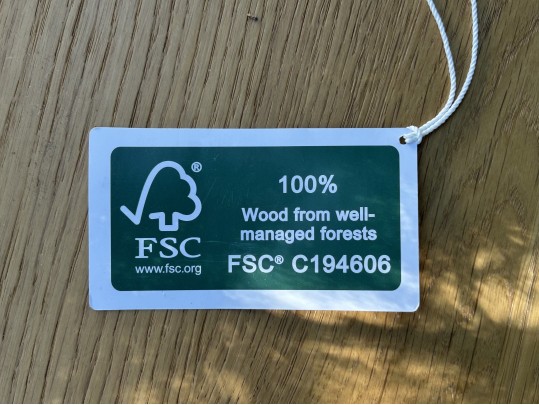 ®
FSC
www.fsc.org
100%
Wood from well-
managed forests
FSC® C194606